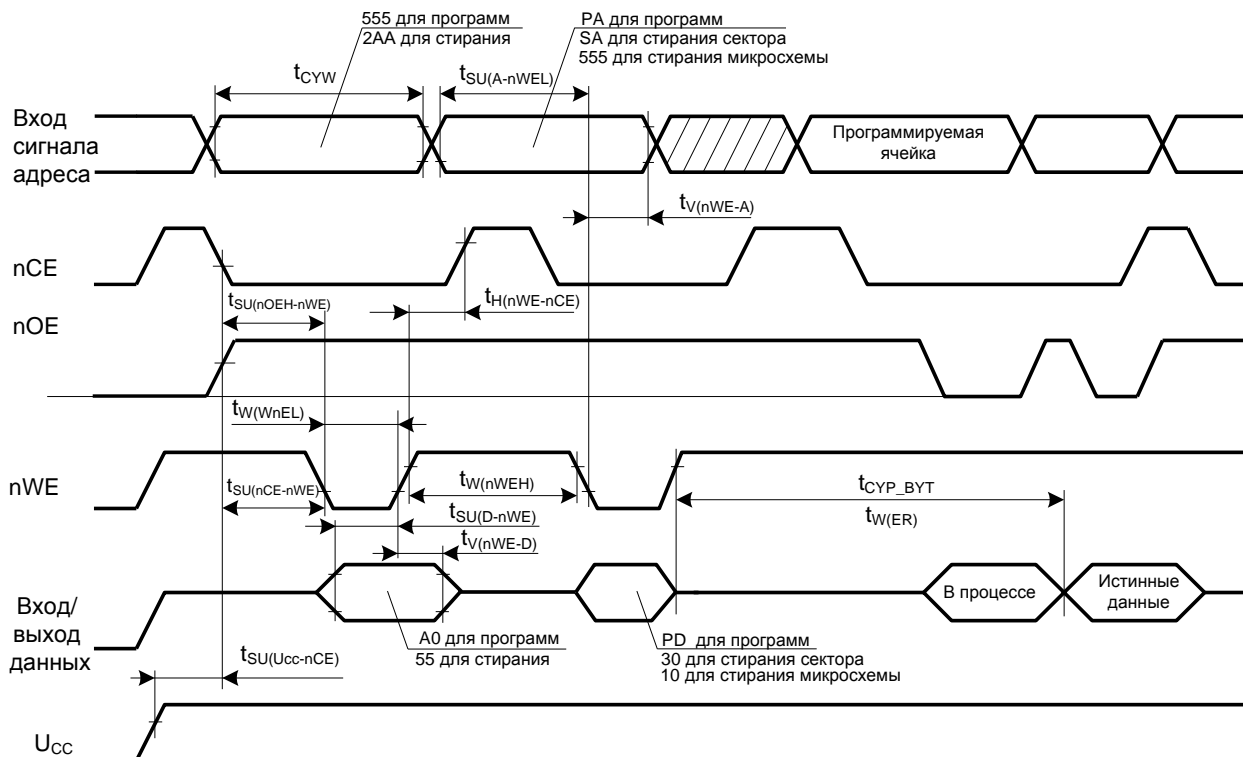 555 для программ
2AA для стирания
PA для программ
SA для стирания сектора
555 для стирания микросхемы
tCYW
tSU(A-nWEL)
Вход
сигнала
адреса
Программируемая
ячейка
tV(nWE-A)
nCE
tSU(nOEH-nWE)
tH(nWE-nCE)
nOE
tW(WnEL)
nWE
tSU(nCE-nWE)
tW(nWEH)
tCYP_BYT
tSU(D-nWE)
tW(ER)
tV(nWE-D)
Вход/
выход
данных
В процессе
Истинные
данные
A0 для программ
55 для стирания
PD для программ
30 для стирания сектора
10 для стирания микросхемы
tSU(Ucc-nCE)
UCC